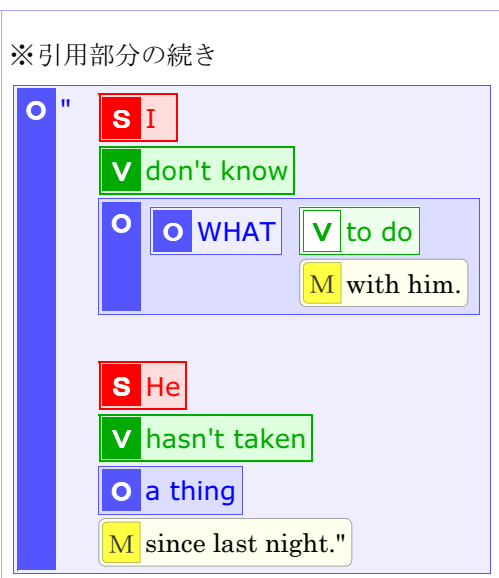 ※引用部分の続き
O " S I
V don't know
O O WHAT V to do
M with him.
S He
V hasn't taken
O a thing
M since last night."